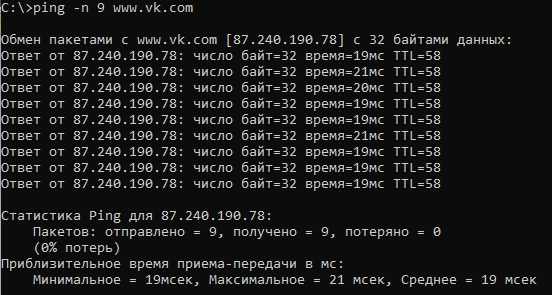 C:\>ping -n 9 www.vk.com
Обмен пакетами с www.vk.com [87.240.190.78] с 32 байтами данных:
Ответ от 87.240.190.78: число байт=32 время=19мс TTL=58
Ответ от 87.240.190.78: число байт=32 время=21мс TTL=58
Ответ от 87.240.190.78: число байт=32 время=20мс TTL=58
Ответ от 87.240.190.78: число байт=32 время=19мс TTL=58
Ответ от 87.240.190.78: число байт=32 время=19мс TTL=58
Ответ от 87.240.190.78: число байт=32 время=21мс TTL=58
Ответ от 87.240.190.78: число байт=32 время=19мс TTL=58
Ответ от 87.240.190.78: число байт=32 время=19мс TTL=58
Ответ от 87.240.190.78: число байт=32 время=19мс TTL=58
Статистика Ping для 87.240.190.78:
Пакетов: отправлено = 9, получено = 9, потеряно = 0
(0% потерь)
Приблизительное время приема-передачи в мс:
Минимальное = 19мсек, Максимальное = 21 мсек, Среднее = 19 мсек